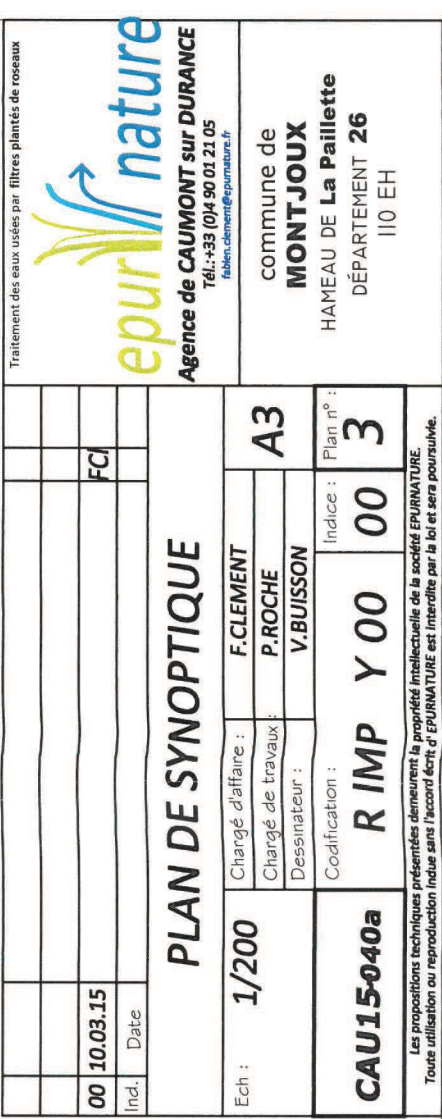 Traitement des eaux usées par filtres plantés de roseaux
epur nature
Agence de CAUMONT sur DURANCE
Tél.:+33 (0)4 90 01 21 05
fabien.clement@epurnature.fr
commune de
MONTJOUX
HAMEAU DE La Paillette
DÉPARTEMENT 26
110 EH
00 10.03.15 FCl
Ind. Date
PLAN DE SYNOPTIQUE
Ech : 1/200
Chargé d'affaire : F.CLEMENT
Chargé de travaux : P.ROCHE
Dessinateur : V.BUISSON
A3
CAU15-040a
Codification :
R IMP Y 00
Indice :
00
Plan n° :
3
Les propositions techniques présentées demeurent la propriété intellectuelle de la société EPURNATURE.
Toute utilisation ou reproduction indue sans l'accord écrit d' EPURNATURE est interdite par la loi et sera poursuivie.